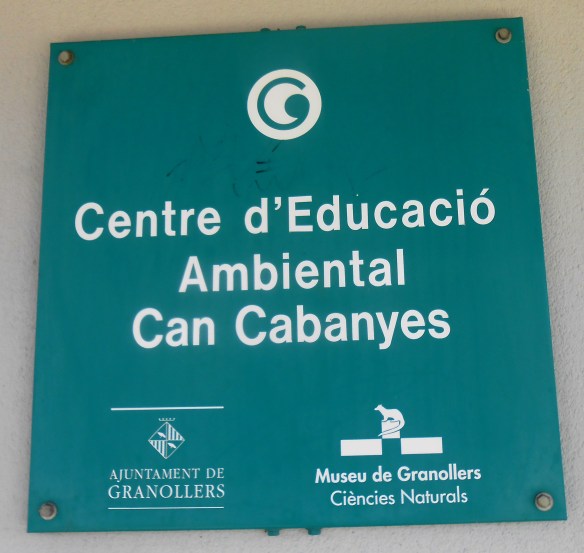 Centre d'Educació
Ambiental
Can Cabanyes
AJUNTAMENT DE
GRANOLLERS
Museu de Granollers
Ciències Naturals